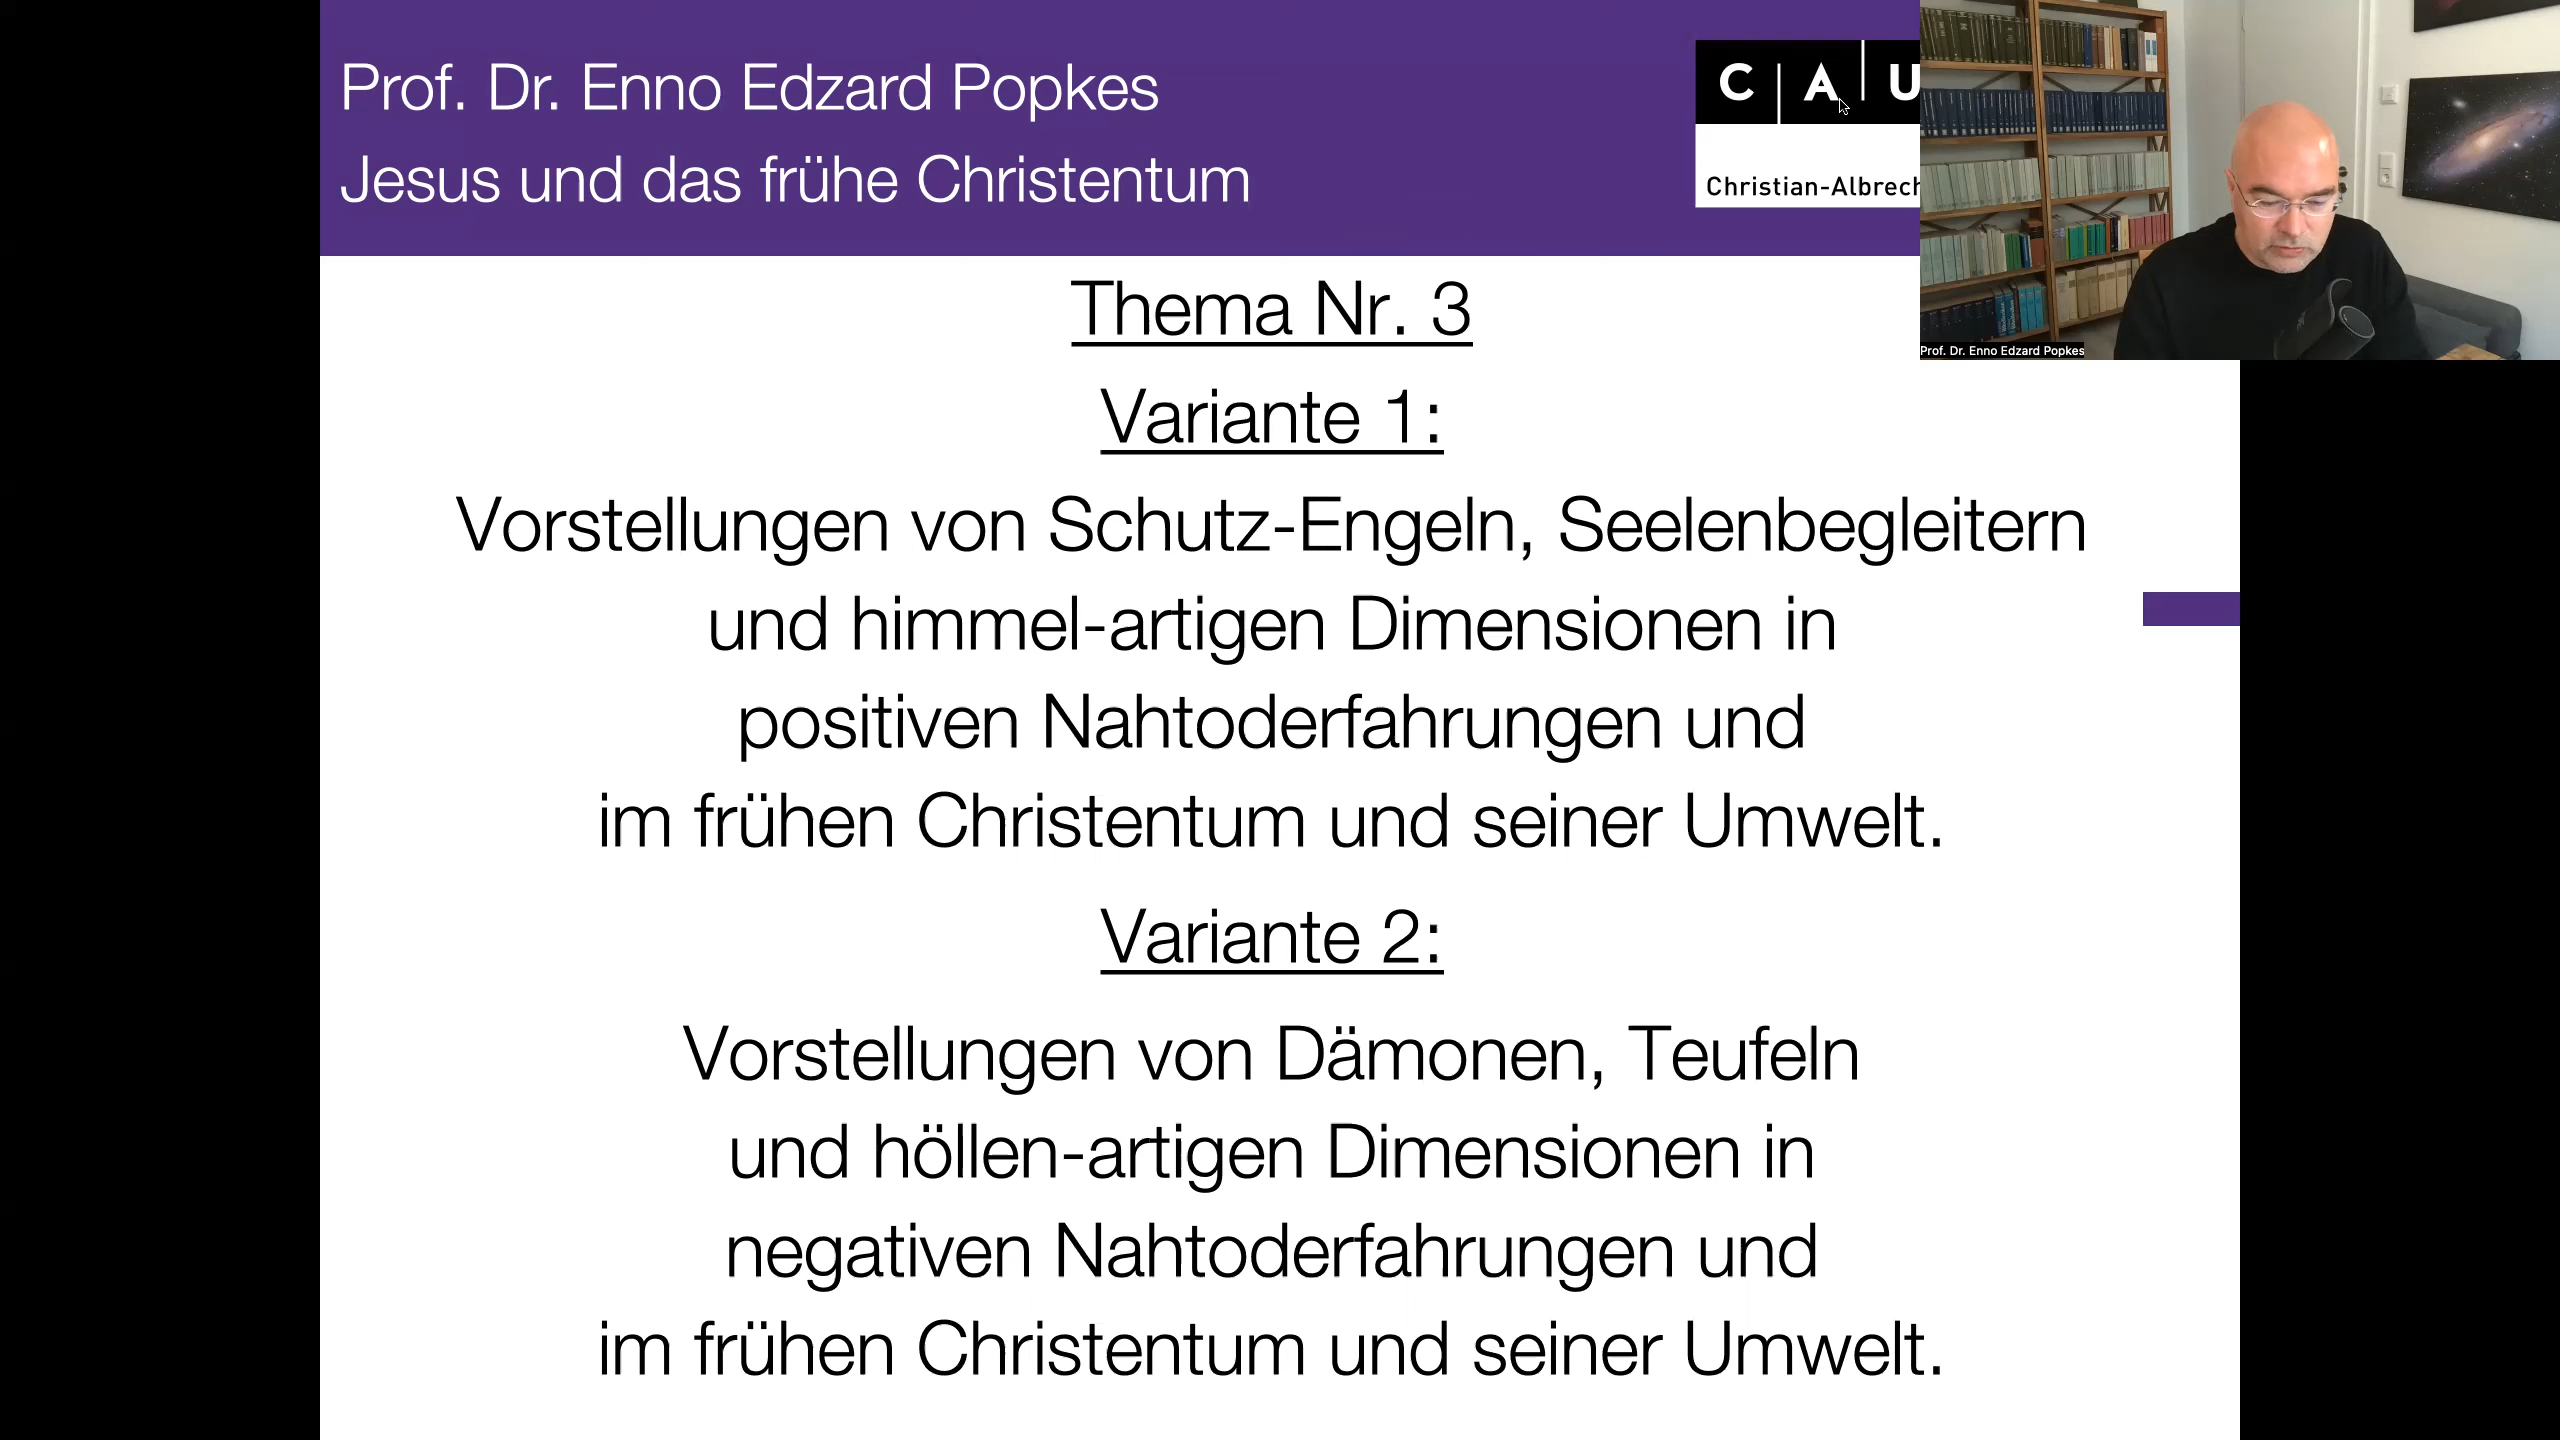 Prof. Dr. Enno Edzard Popkes
Jesus und das frühe Christentum
C A U
Christian-Albrech
Prof. Dr. Enno Edzard Popkes
Thema Nr. 3
Variante 1:
Vorstellungen von Schutz-Engeln, Seelenbegleitern
und himmel-artigen Dimensionen in
positiven Nahtoderfahrungen und
im frühen Christentum und seiner Umwelt.
Variante 2:
Vorstellungen von Dämonen, Teufeln
und höllen-artigen Dimensionen in
negativen Nahtoderfahrungen und
im frühen Christentum und seiner Umwelt.